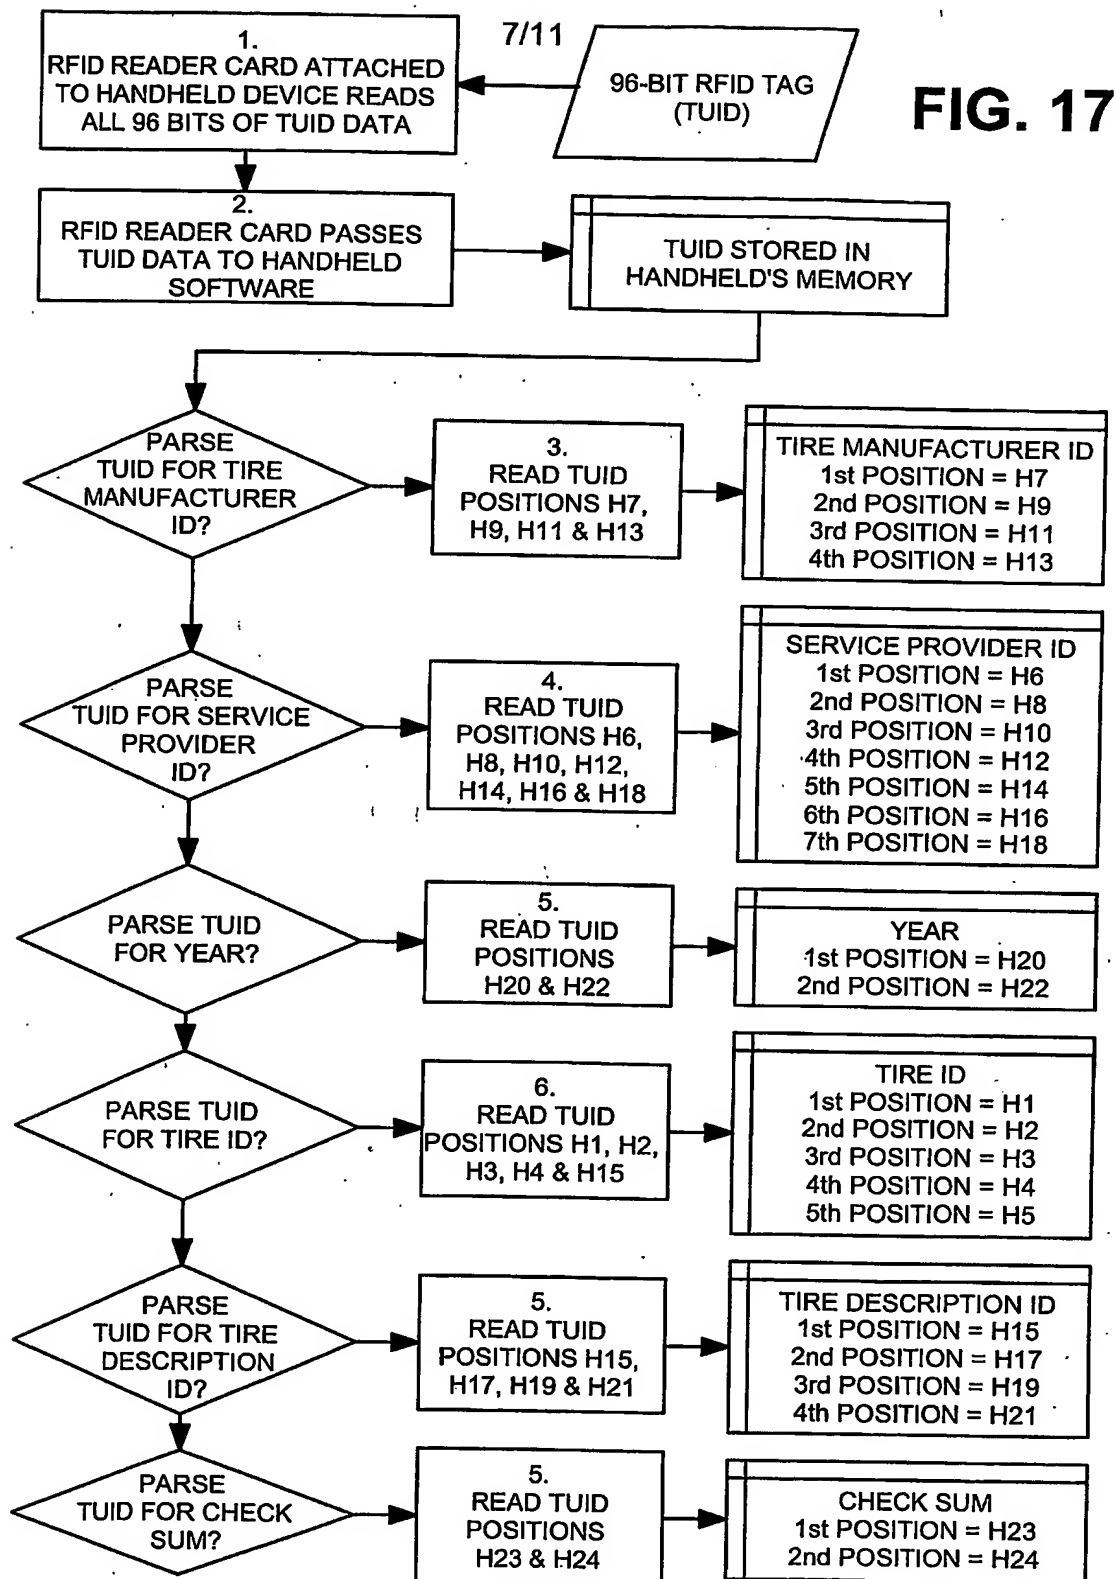 7/11
FIG. 17
1.
RFID READER CARD ATTACHED
TO HANDHELD DEVICE READS
ALL 96 BITS OF TUID DATA
96-BIT RFID TAG
(TUID)
2.
RFID READER CARD PASSES
TUID DATA TO HANDHELD
SOFTWARE
TUID STORED IN
HANDHELD'S MEMORY
PARSE
TUID FOR TIRE
MANUFACTURER
ID?
3.
READ TUID
POSITIONS H7,
H9, H11 & H13
TIRE MANUFACTURER ID
1st POSITION = H7
2nd POSITION = H9
3rd POSITION = H11
4th POSITION = H13
PARSE
TUID FOR SERVICE
PROVIDER
ID?
4.
READ TUID
POSITIONS H6,
H8, H10, H12,
H14, H16 & H18
SERVICE PROVIDER ID
1st POSITION = H6
2nd POSITION = H8
3rd POSITION = H10
4th POSITION = H12
5th POSITION = H14
6th POSITION = H16
7th POSITION = H18
PARSE TUID
FOR YEAR?
5.
READ TUID
POSITIONS
H20 & H22
YEAR
1st POSITION = H20
2nd POSITION = H22
PARSE TUID
FOR TIRE ID?
6.
READ TUID
POSITIONS H1, H2,
H3, H4 & H15
TIRE ID
1st POSITION = H1
2nd POSITION = H2
3rd POSITION = H3
4th POSITION = H4
5th POSITION = H5
PARSE
TUID FOR TIRE
DESCRIPTION
ID?
5.
READ TUID
POSITIONS H15,
H17, H19 & H21
TIRE DESCRIPTION ID
1st POSITION = H15
2nd POSITION = H17
3rd POSITION = H19
4th POSITION = H21
PARSE
TUID FOR CHECK
SUM?
5.
READ TUID
POSITIONS
H23 & H24
CHECK SUM
1st POSITION = H23
2nd POSITION = H24